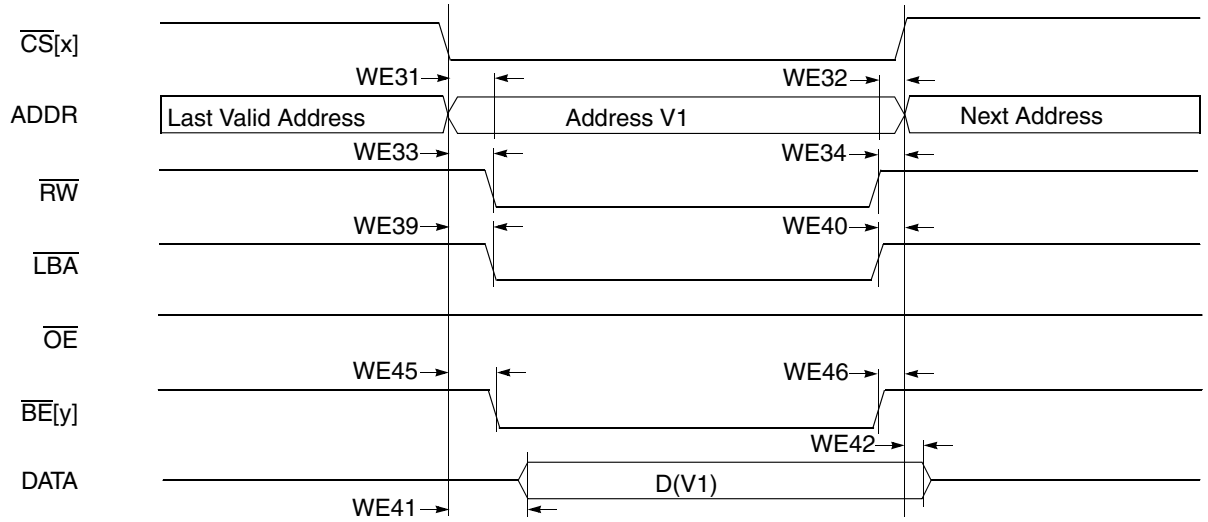 CS[x]
WE31 WE32
ADDR Last Valid Address Address V1 Next Address
WE33 WE34
RW
WE39 WE40
LBA
OE
WE45 WE46
BE[y]
WE42
DATA D(V1)
WE41